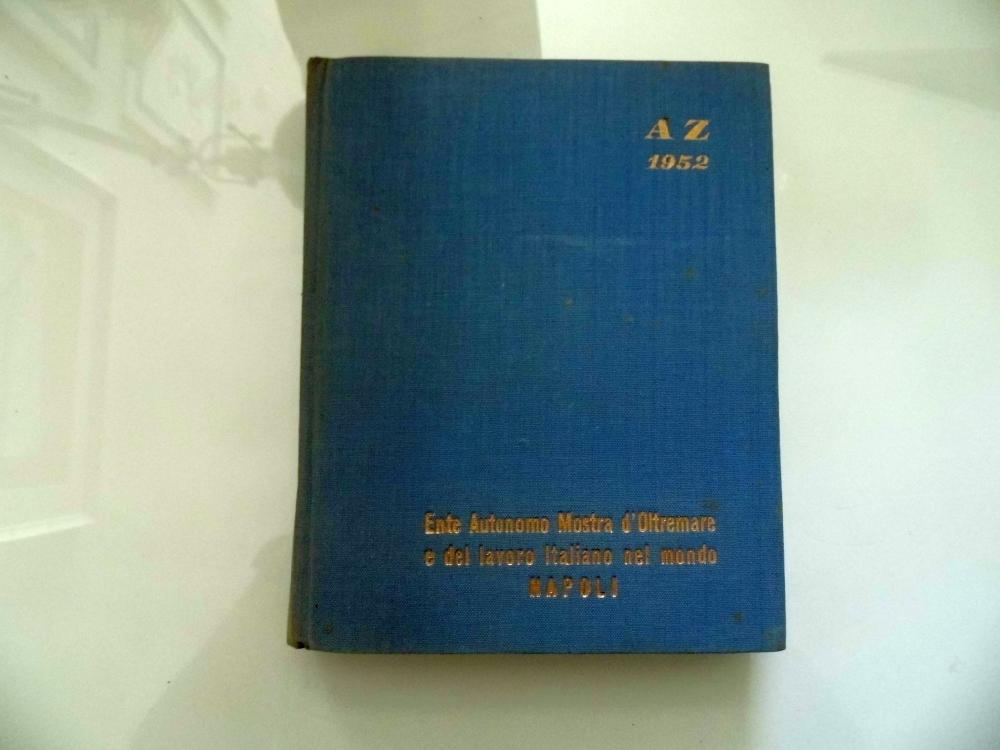 A Z
1952
Ente Autonomo Mostra d'Oltremare
e del lavoro Italiano nel mondo
NAPOLI